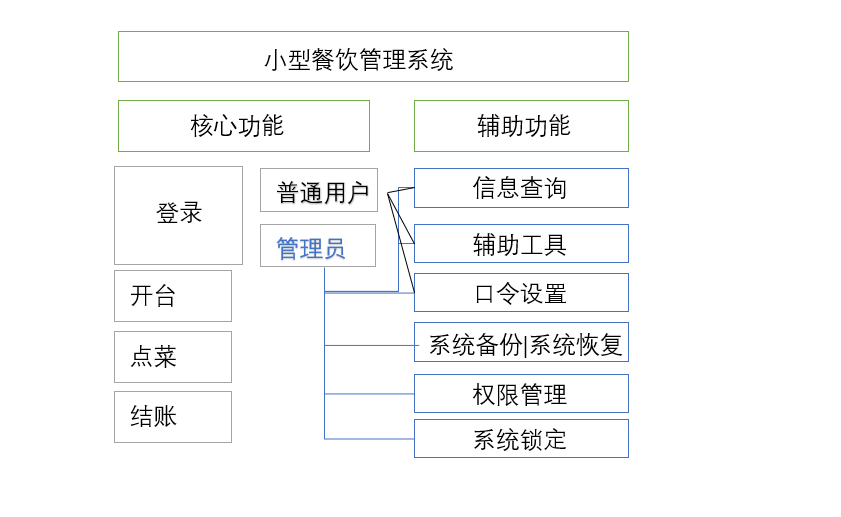 小型餐饮管理系统
核心功能
辅助功能
登录
普通用户
管理员
开台
点菜
结账
信息查询
辅助工具
口令设置
系统备份|系统恢复
权限管理
系统锁定